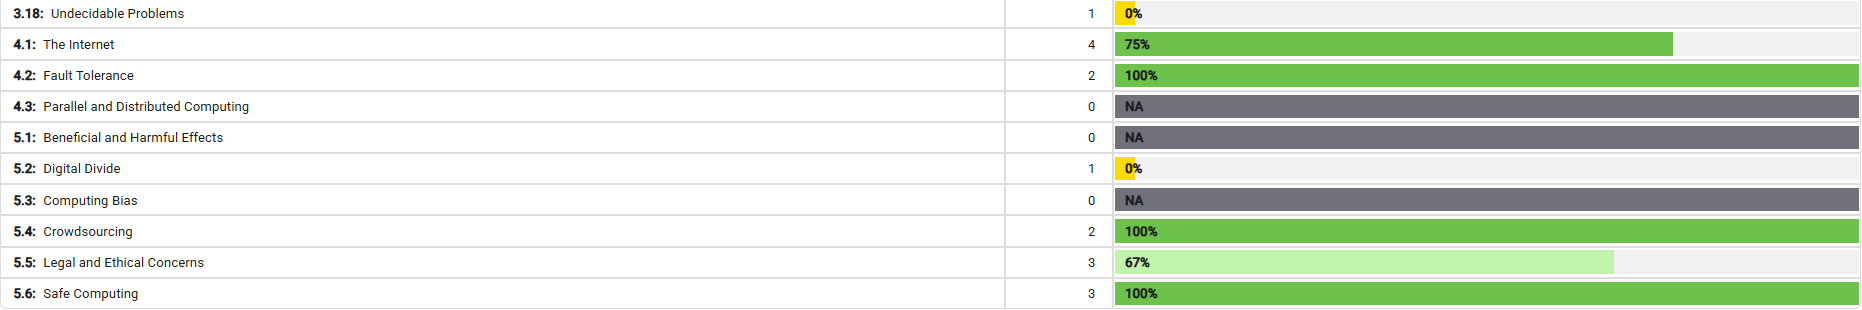 3.18: Undecidable Problems 1 0%
4.1: The Internet 4 75%
4.2: Fault Tolerance 2 100%
4.3: Parallel and Distributed Computing 0 NA
5.1: Beneficial and Harmful Effects 0 NA
5.2: Digital Divide 1 0%
5.3: Computing Bias 0 NA
5.4: Crowdsourcing 2 100%
5.5: Legal and Ethical Concerns 3 67%
5.6: Safe Computing 3 100%